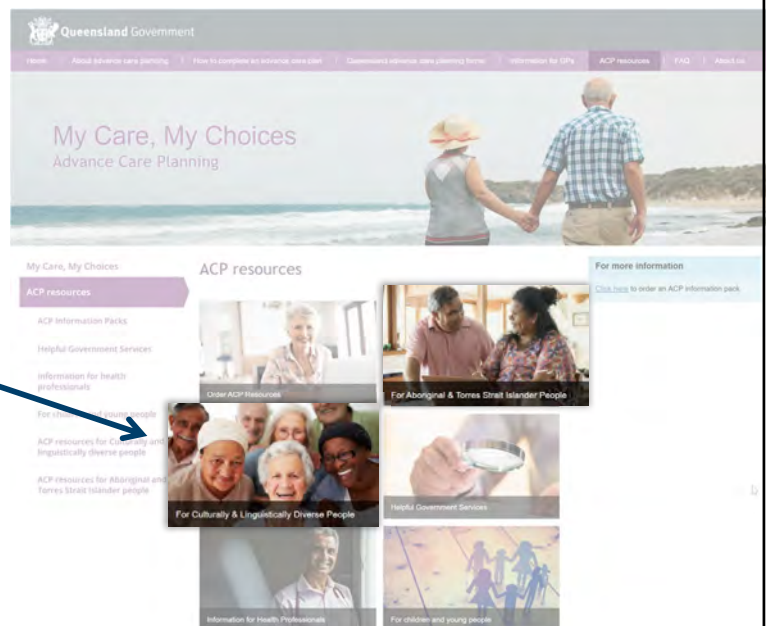 Queensland Government
Home
About advance care planning
How to complete an advance care plan
Queensland advance care planning forms
Information for GPs
ACP resources
FAQ
About us
My Care, My Choices
Advance Care Planning
My Care, My Choices
ACP resources
ACP Information Packs
Helpful Government Services
Information for health
professionals
For children and young people
ACP resources for Culturally and
linguistically diverse people
ACP resources for Aboriginal and
Torres Strait Islander people
ACP resources
Order ACP Resources
For Aboriginal & Torres Strait Islander People
For Culturally & Linguistically Diverse People
Helpful Government Services
Information for Health Professionals
For children and young people
For more information
Click here to order an ACP information pack